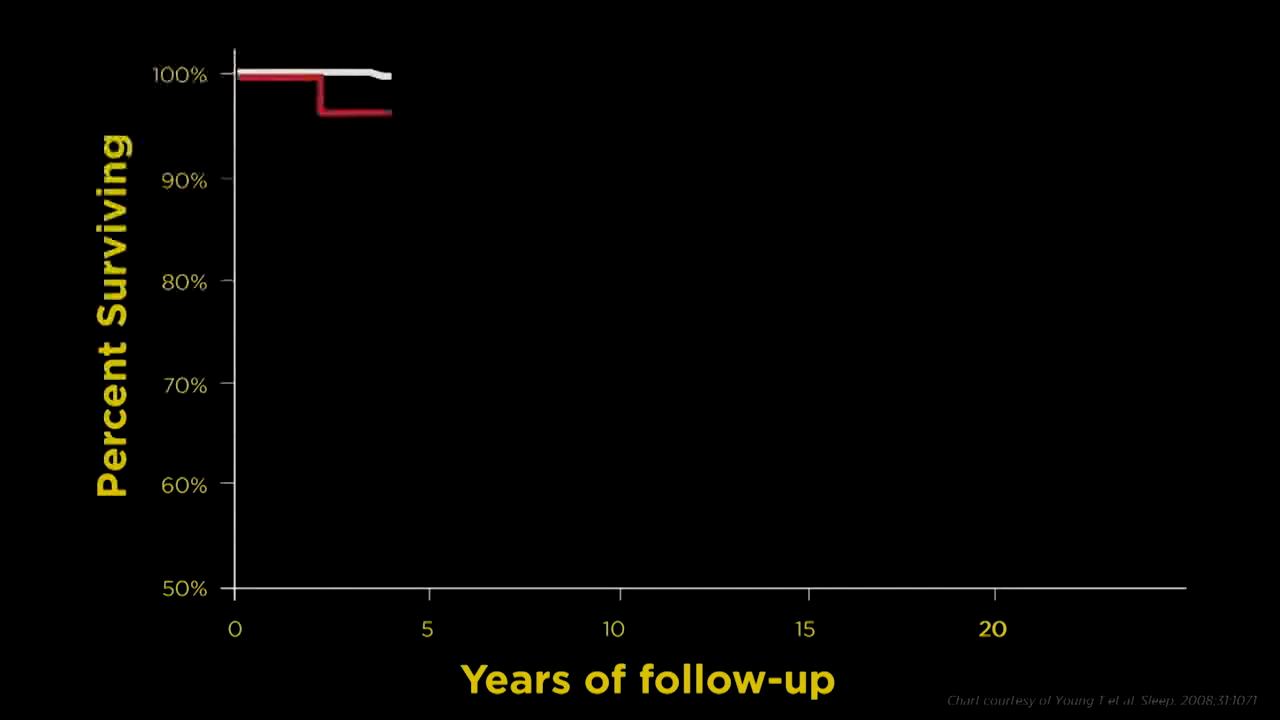 Percent Surviving
100%
90%
80%
70%
60%
50%
0 5 10 15 20
Years of follow-up
Chart courtesy of Young T et al. Sleep. 2008;31:1071